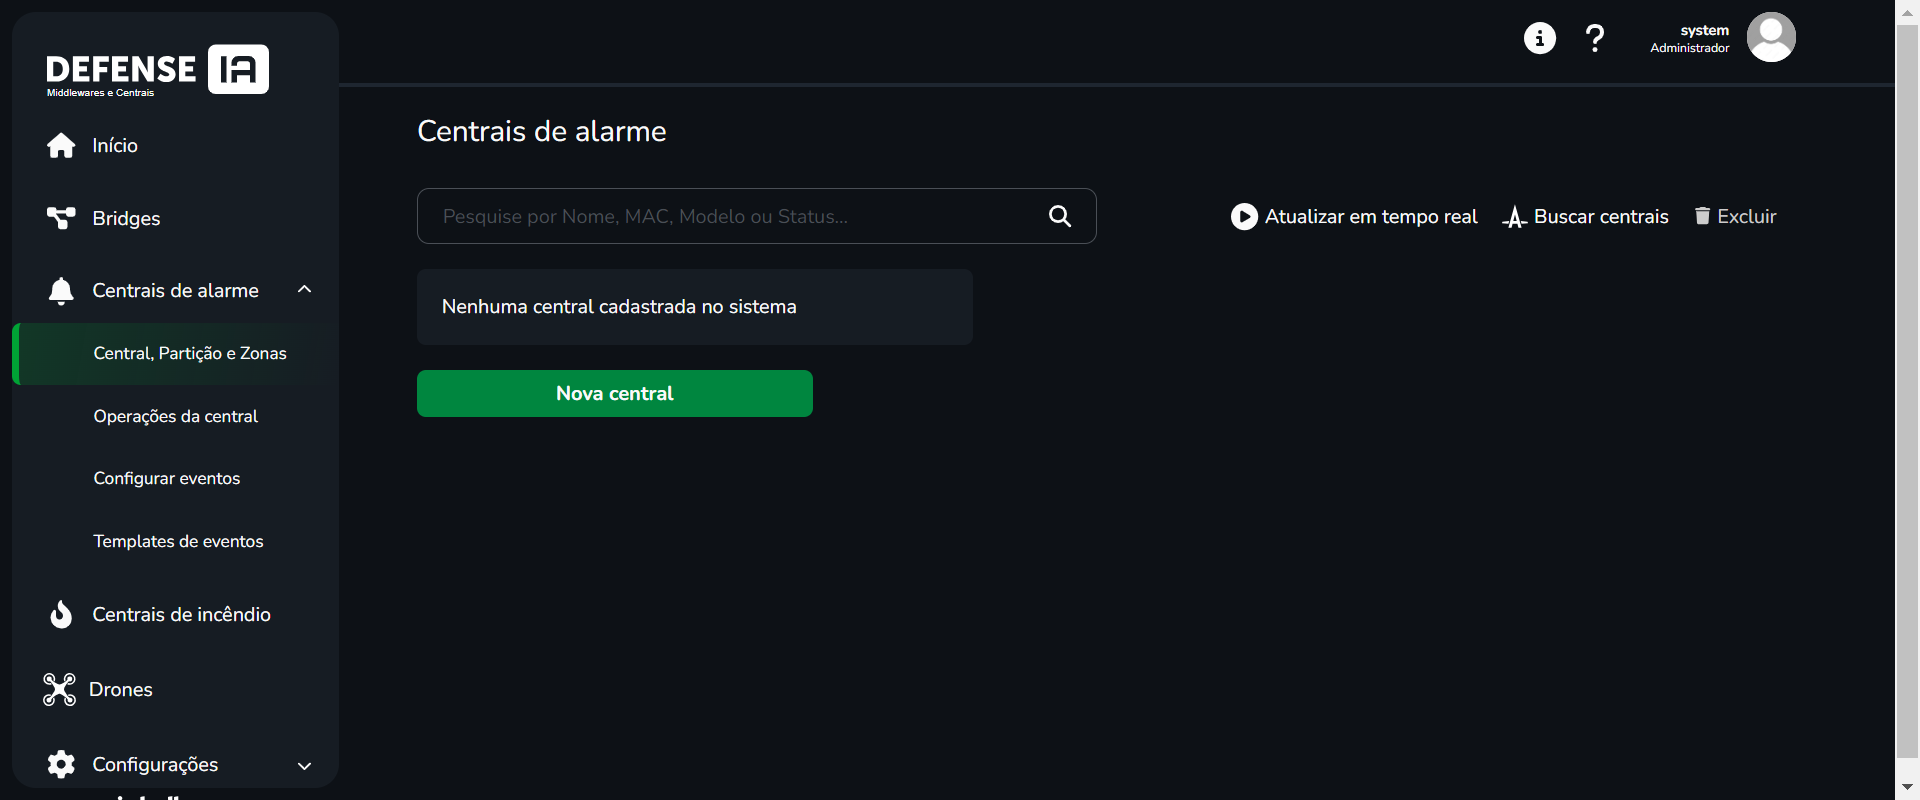 DEFENSE IA
Middlewares e Centrais
Início
Bridges
Centrais de alarme
Central, Partição e Zonas
Operações da central
Configurar eventos
Templates de eventos
Centrais de incêndio
Drones
Configurações
system
Administrador
Centrais de alarme
Pesquise por Nome, MAC, Modelo ou Status...
Atualizar em tempo real
Buscar centrais
Excluir
Nenhuma central cadastrada no sistema
Nova central